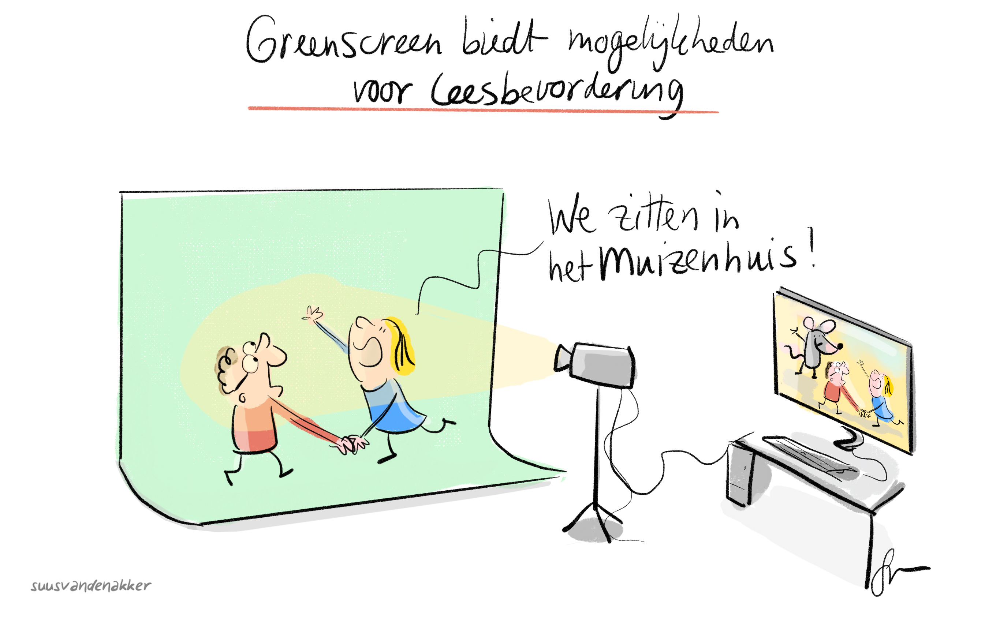 Greenscreen biedt mogelijkheden
voor leesbevordering
We zitten in
het Muizenhuis!
suusvandenakker